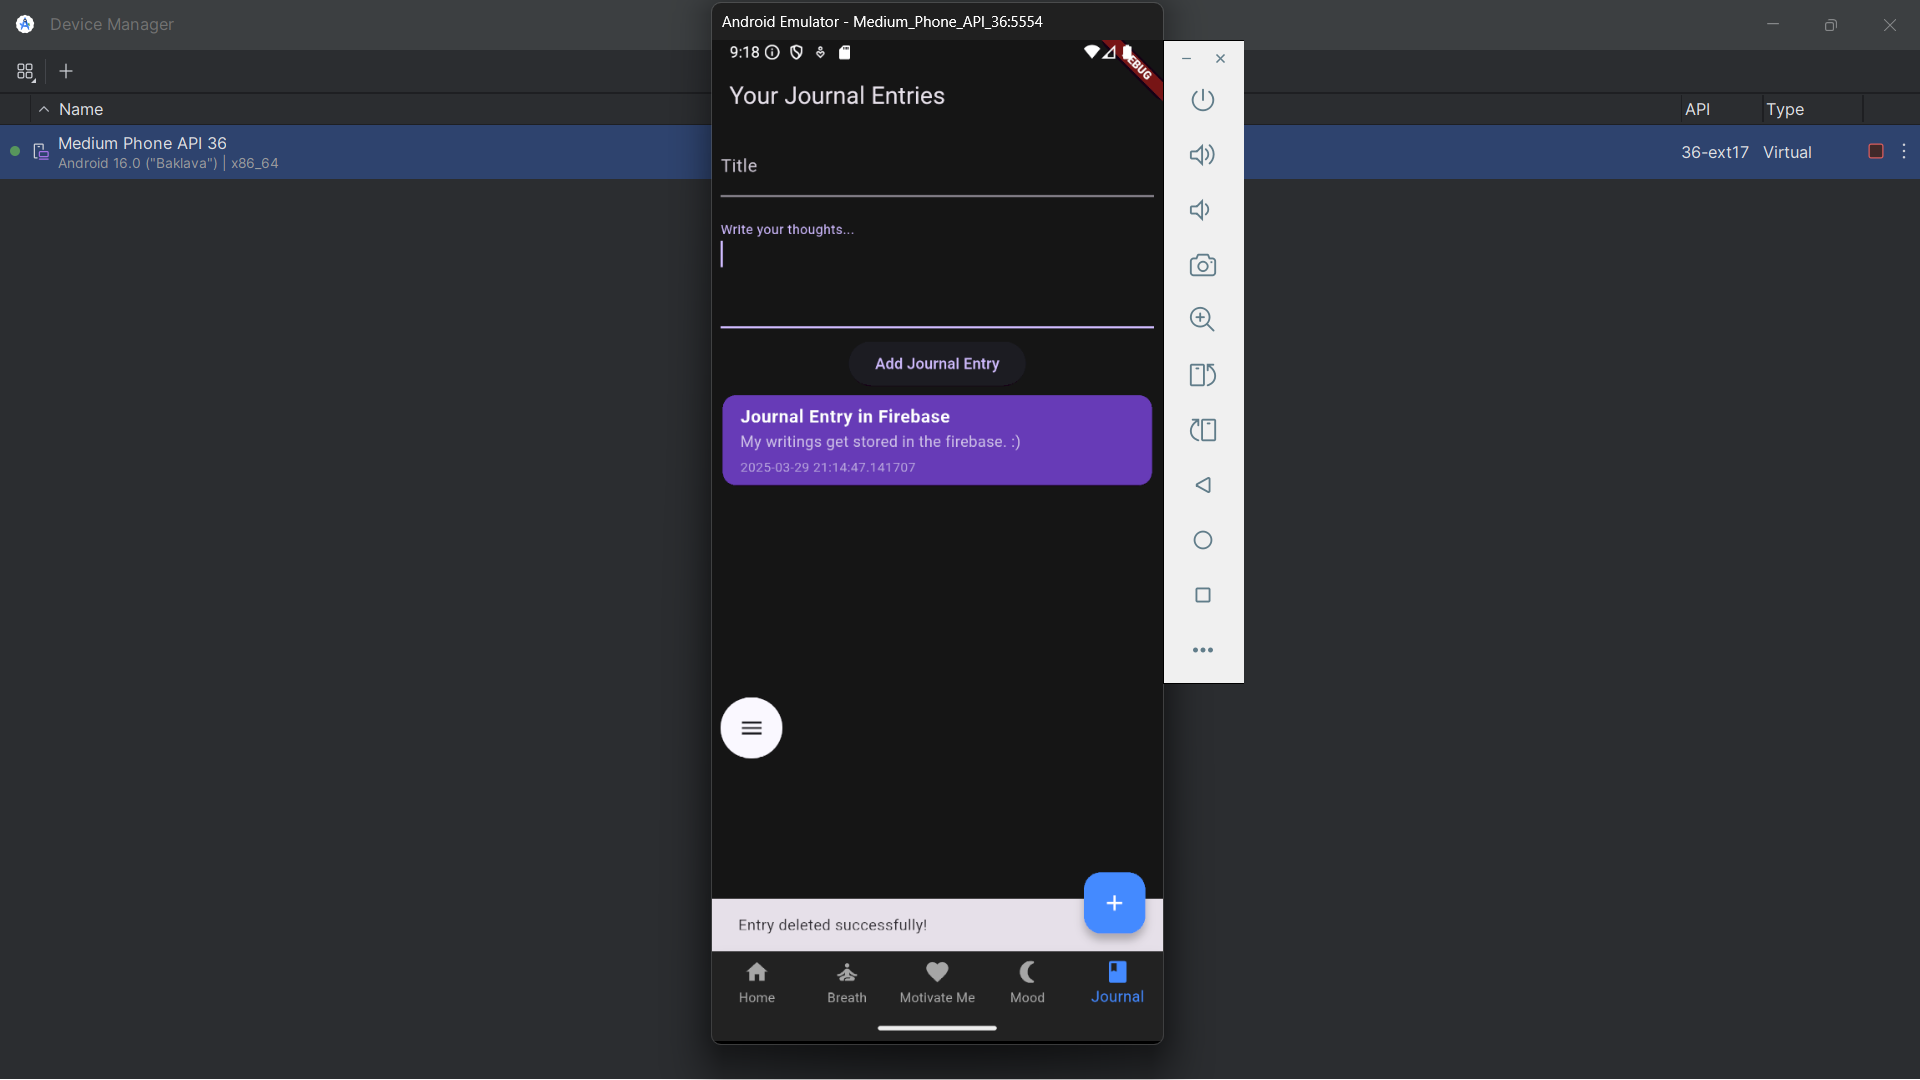 Device Manager
Android Emulator - Medium_Phone_API_36:5554
9:18
DEBUG
Name
API
Type
Medium Phone API 36
Android 16.0 ("Baklava") | x86_64
36-ext17
Virtual
Your Journal Entries
Title
Write your thoughts...
Add Journal Entry
Journal Entry in Firebase
My writings get stored in the firebase. :)
2025-03-29 21:14:47.141707
Entry deleted successfully!
Home
Breath
Motivate Me
Mood
Journal